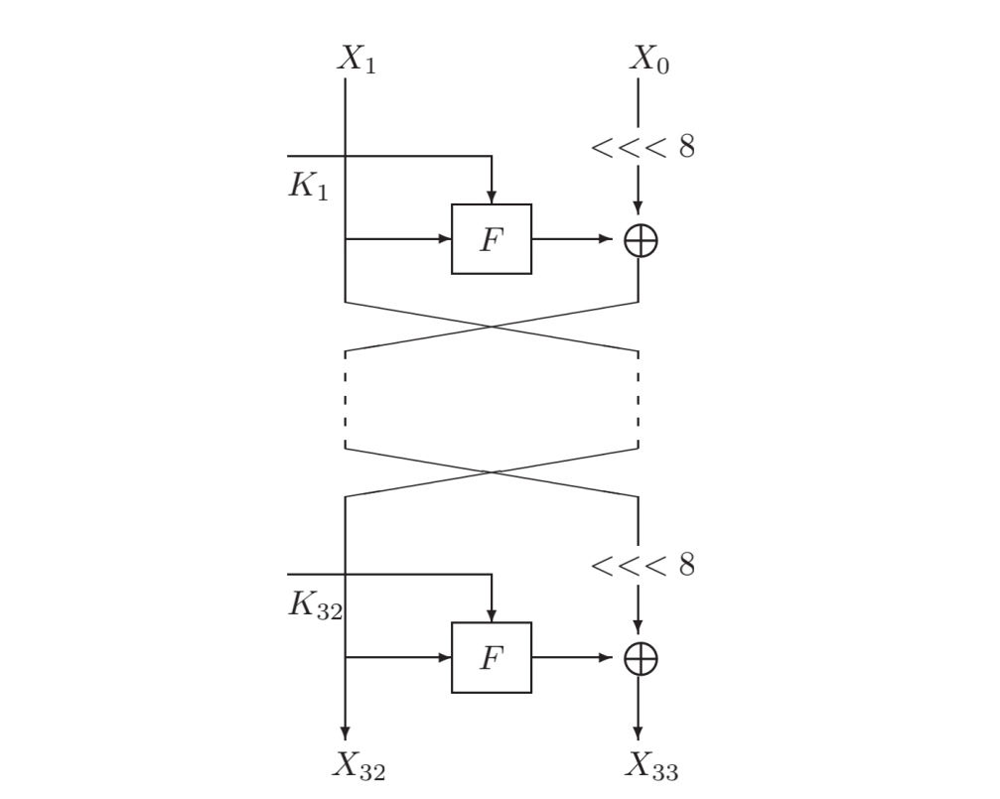 X₁ X₀
<<< 8
K₁
F
<<< 8
K₃₂
F
X₃₂ X₃₃